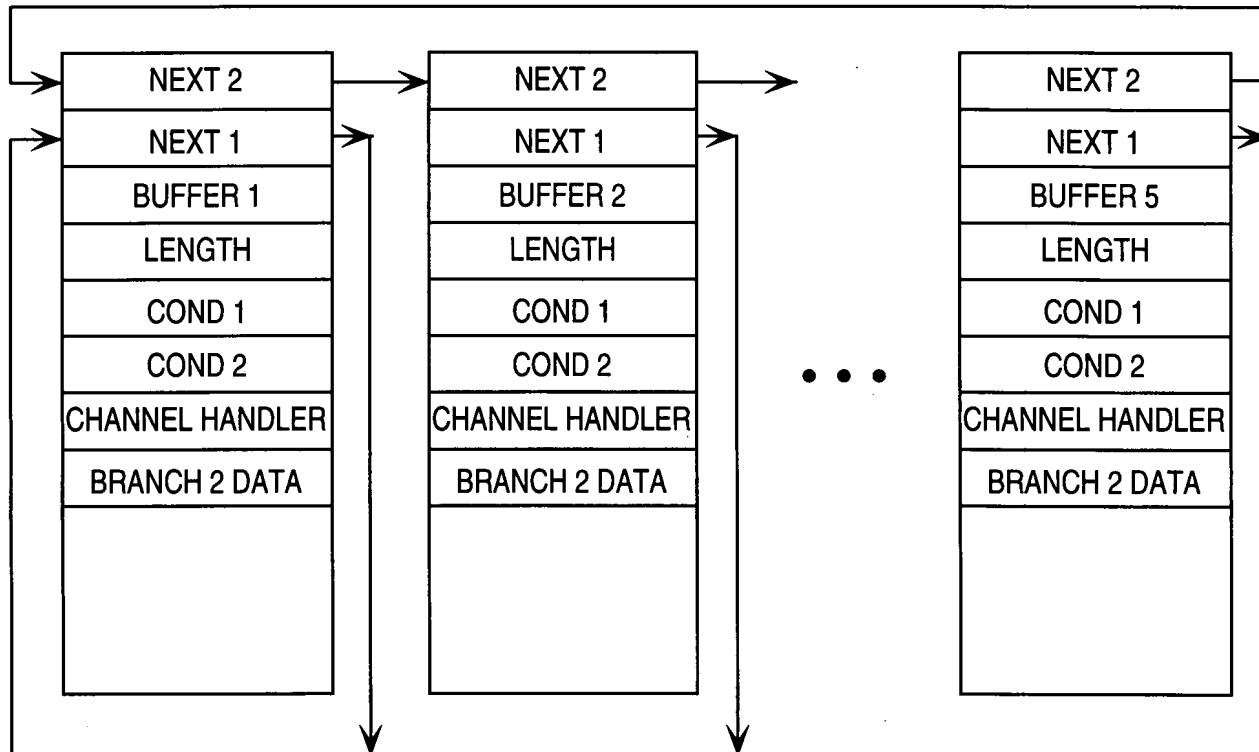 NEXT 2
NEXT 1
BUFFER 1
LENGTH
COND 1
COND 2
CHANNEL HANDLER
BRANCH 2 DATA
NEXT 2
NEXT 1
BUFFER 2
LENGTH
COND 1
COND 2
CHANNEL HANDLER
BRANCH 2 DATA
NEXT 2
NEXT 1
BUFFER 5
LENGTH
COND 1
COND 2
CHANNEL HANDLER
BRANCH 2 DATA